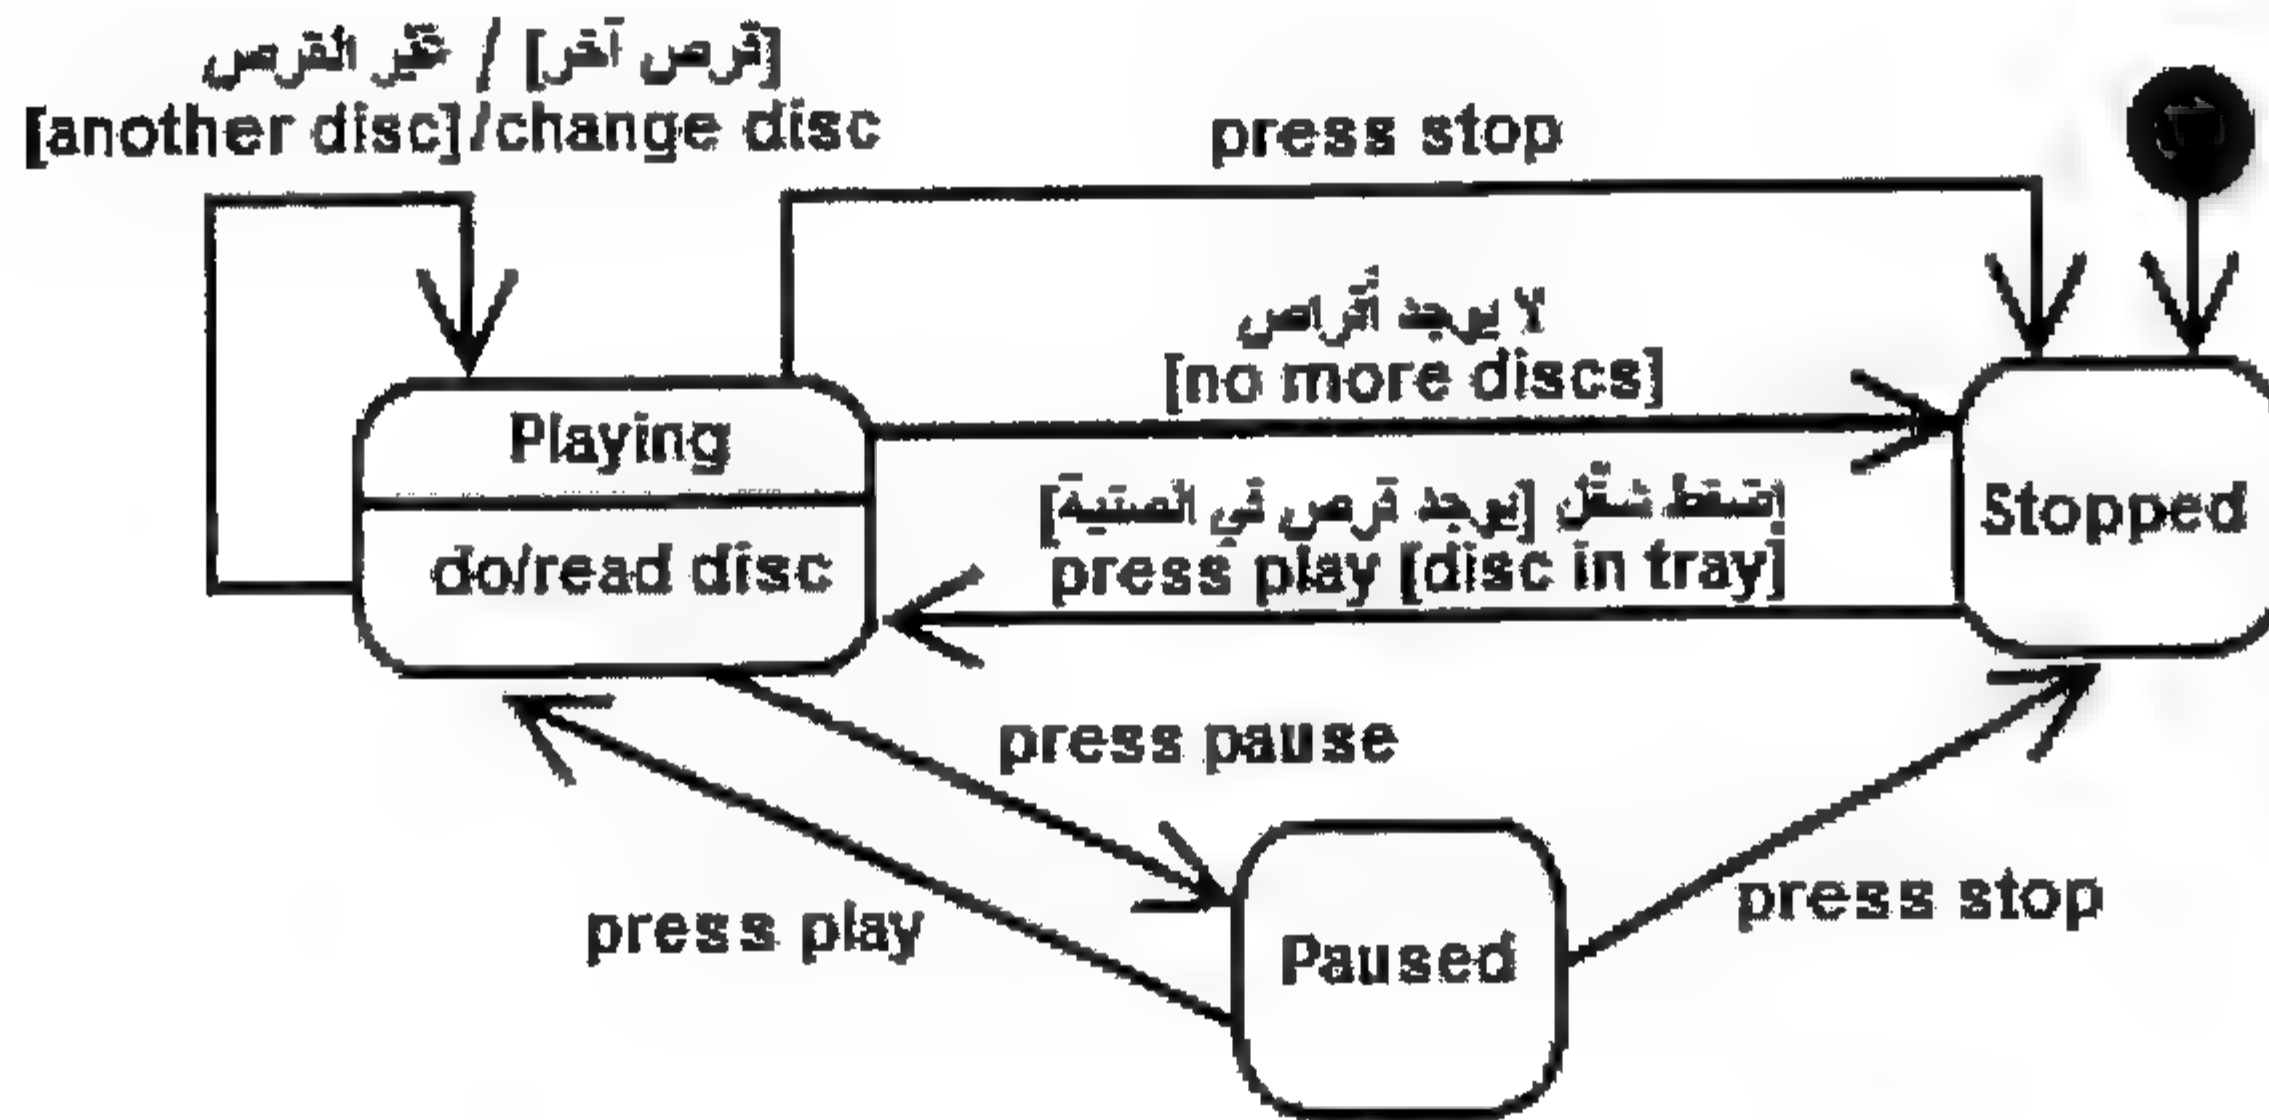 [قرص آخر] / غيّر القرص
[another disc]/change disc
press stop
لا يوجد أقراص
[no more discs]
Playing
إضغط شغّل [يوجد قرص في الصينية]
press play [disc in tray]
Stopped
do/read disc
press pause
press play
Paused
press stop